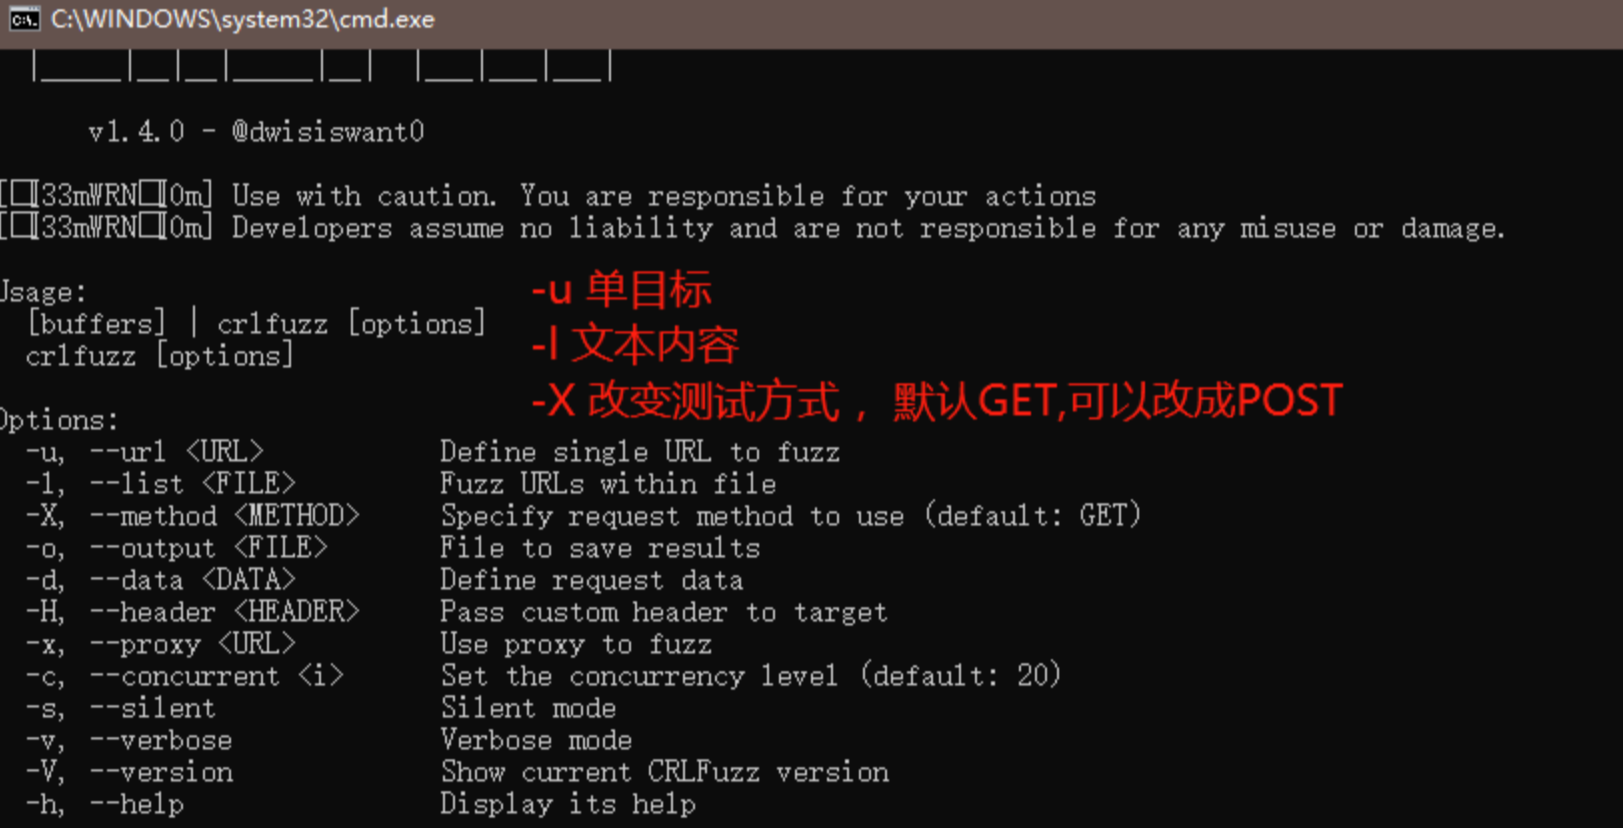 C:\WINDOWS\system32\cmd.exe
v1.4.0 - @dwisiswant0
[□[33mWRN□[0m] Use with caution. You are responsible for your actions
[□[33mWRN□[0m] Developers assume no liability and are not responsible for any misuse or damage.
Usage:
[buffers] | crlfuzz [options]
crlfuzz [options]
-u 单目标
-l 文本内容
-X 改变测试方式 ，默认GET,可以改成POST
Options:
-u, --url <URL> Define single URL to fuzz
-l, --list <FILE> Fuzz URLs within file
-X, --method <METHOD> Specify request method to use (default: GET)
-o, --output <FILE> File to save results
-d, --data <DATA> Define request data
-H, --header <HEADER> Pass custom header to target
-x, --proxy <URL> Use proxy to fuzz
-c, --concurrent <i> Set the concurrency level (default: 20)
-s, --silent Silent mode
-v, --verbose Verbose mode
-V, --version Show current CRLFuzz version
-h, --help Display its help